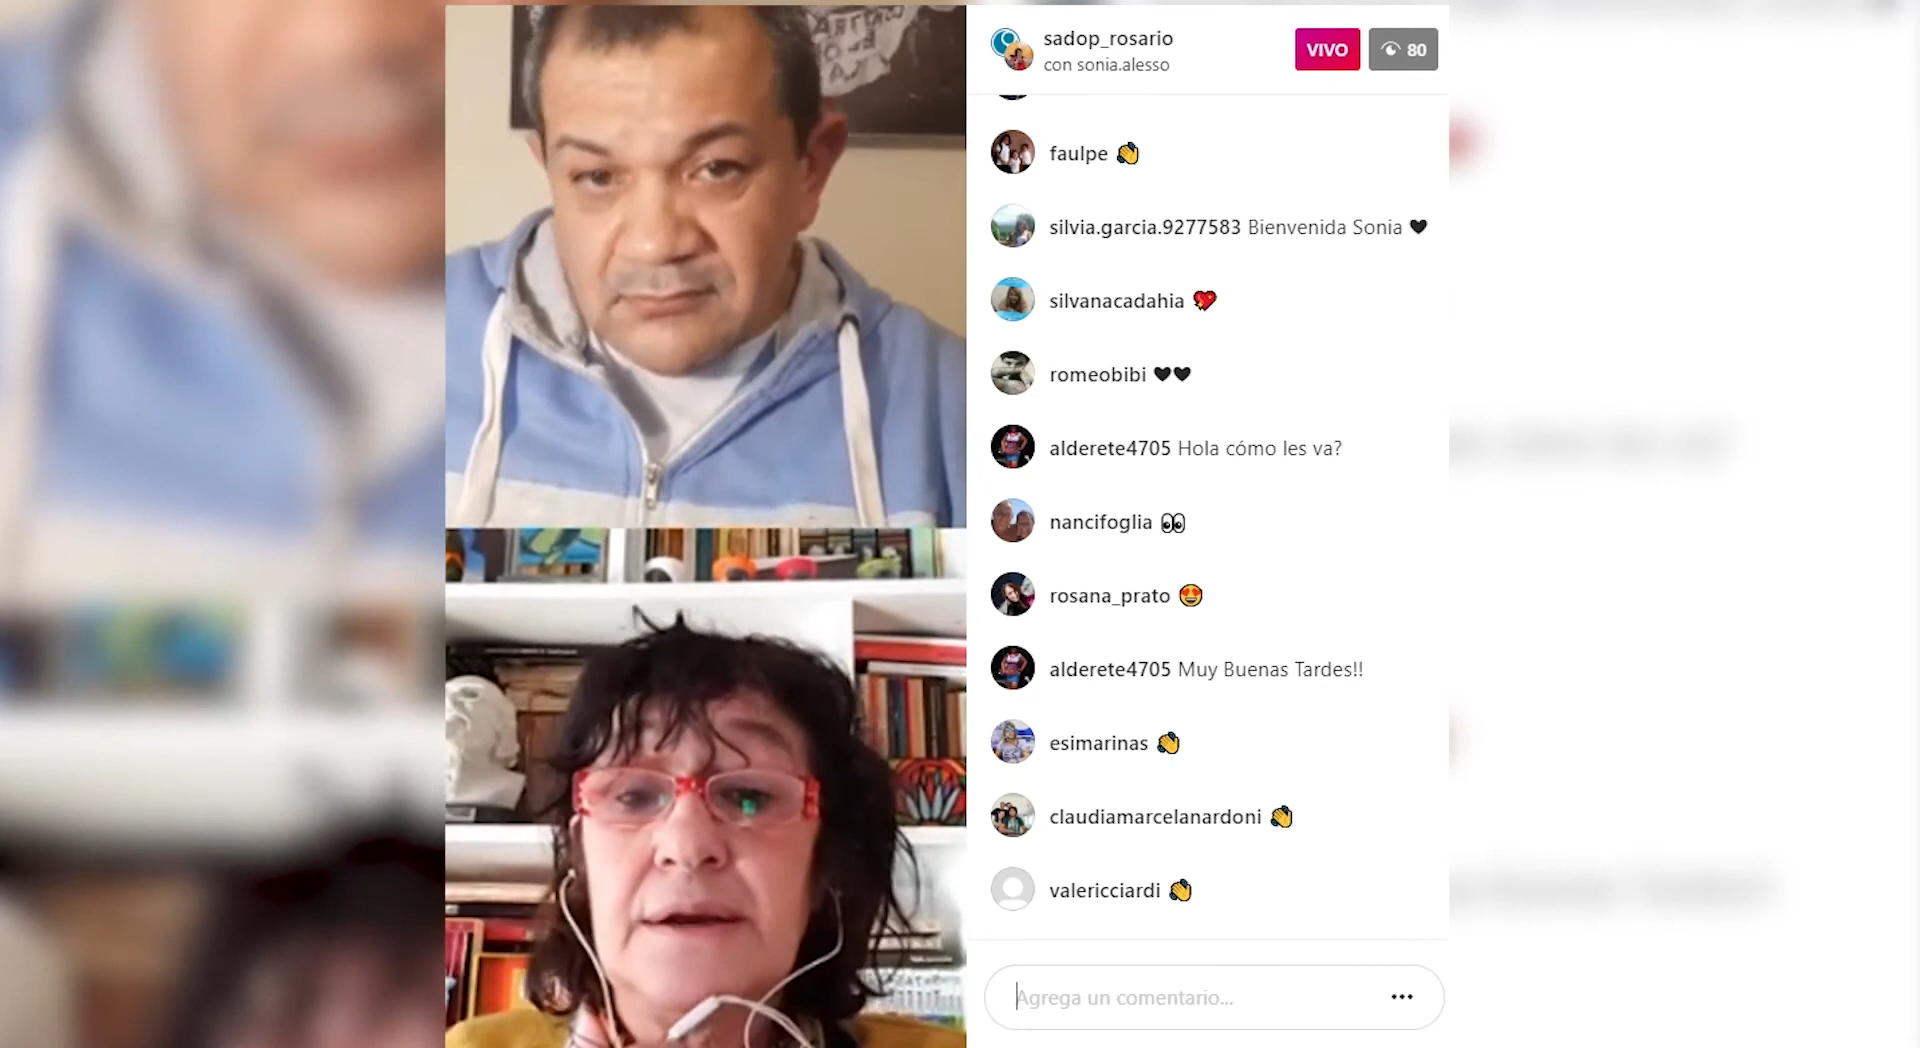 sadop_rosario
con sonia.alesso
VIVO
80
faulpe 👏
silvia.garcia.9277583 Bienvenida Sonia 🖤
silvanacadahia 💖
romeobibi 🖤🖤
alderete4705 Hola cómo les va?
nancifoglia 👀
rosana_prato 😍
alderete4705 Muy Buenas Tardes!!
esimarinas 👏
claudiamarcelanardoni 👏
valericciardi 👏
Agrega un comentario...